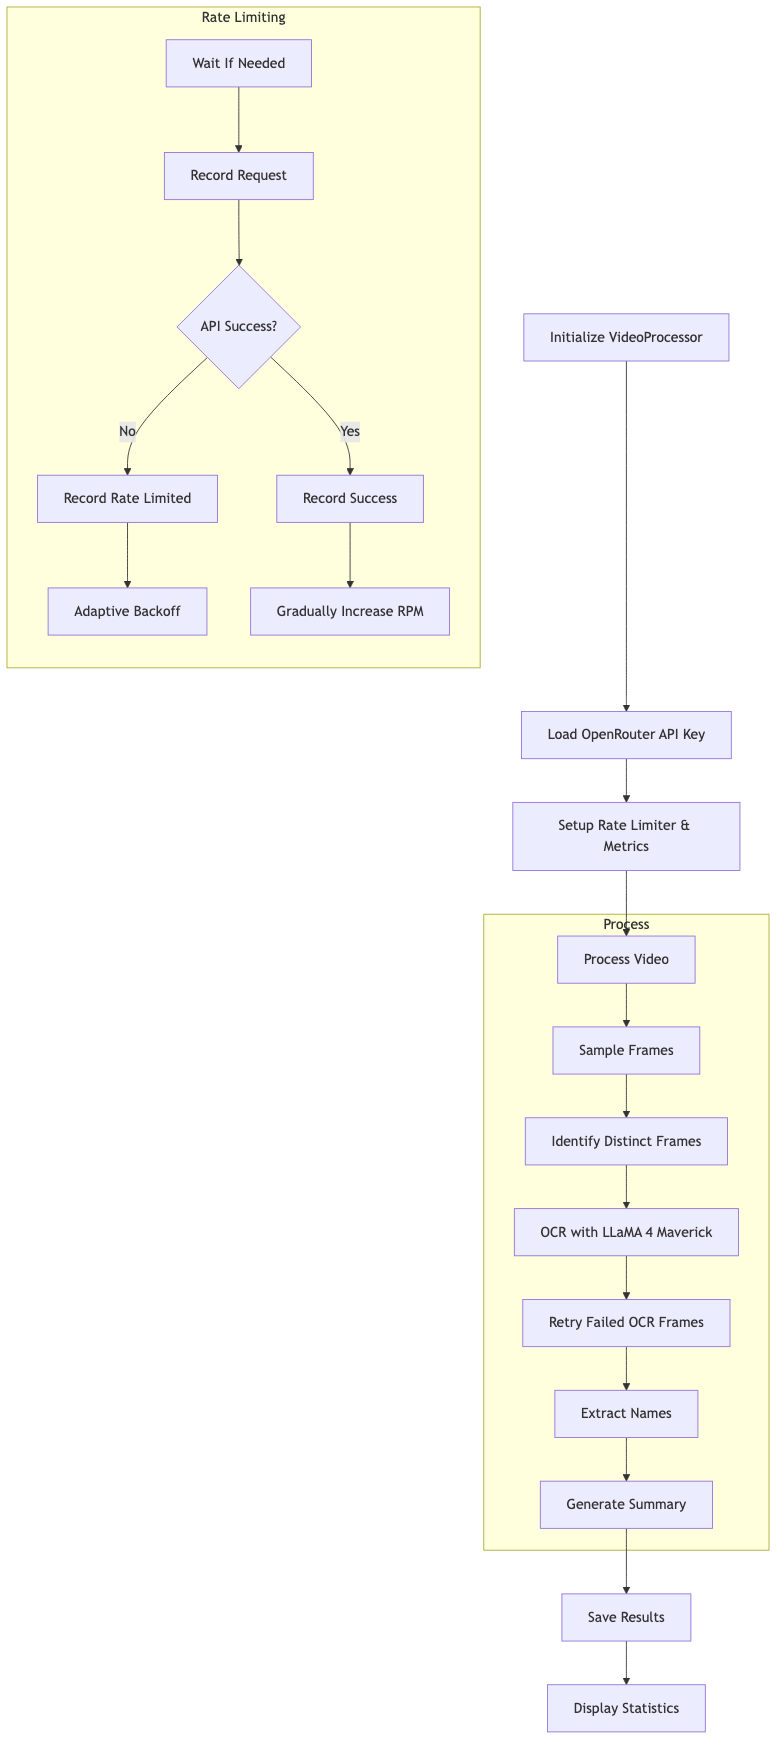 Rate Limiting
Wait If Needed
Record Request
API Success?
No
Yes
Record Rate Limited
Record Success
Adaptive Backoff
Gradually Increase RPM
Initialize VideoProcessor
Load OpenRouter API Key
Setup Rate Limiter &
Metrics
Process
Process Video
Sample Frames
Identify Distinct Frames
OCR with LLaMA 4 Maverick
Retry Failed OCR Frames
Extract Names
Generate Summary
Save Results
Display Statistics